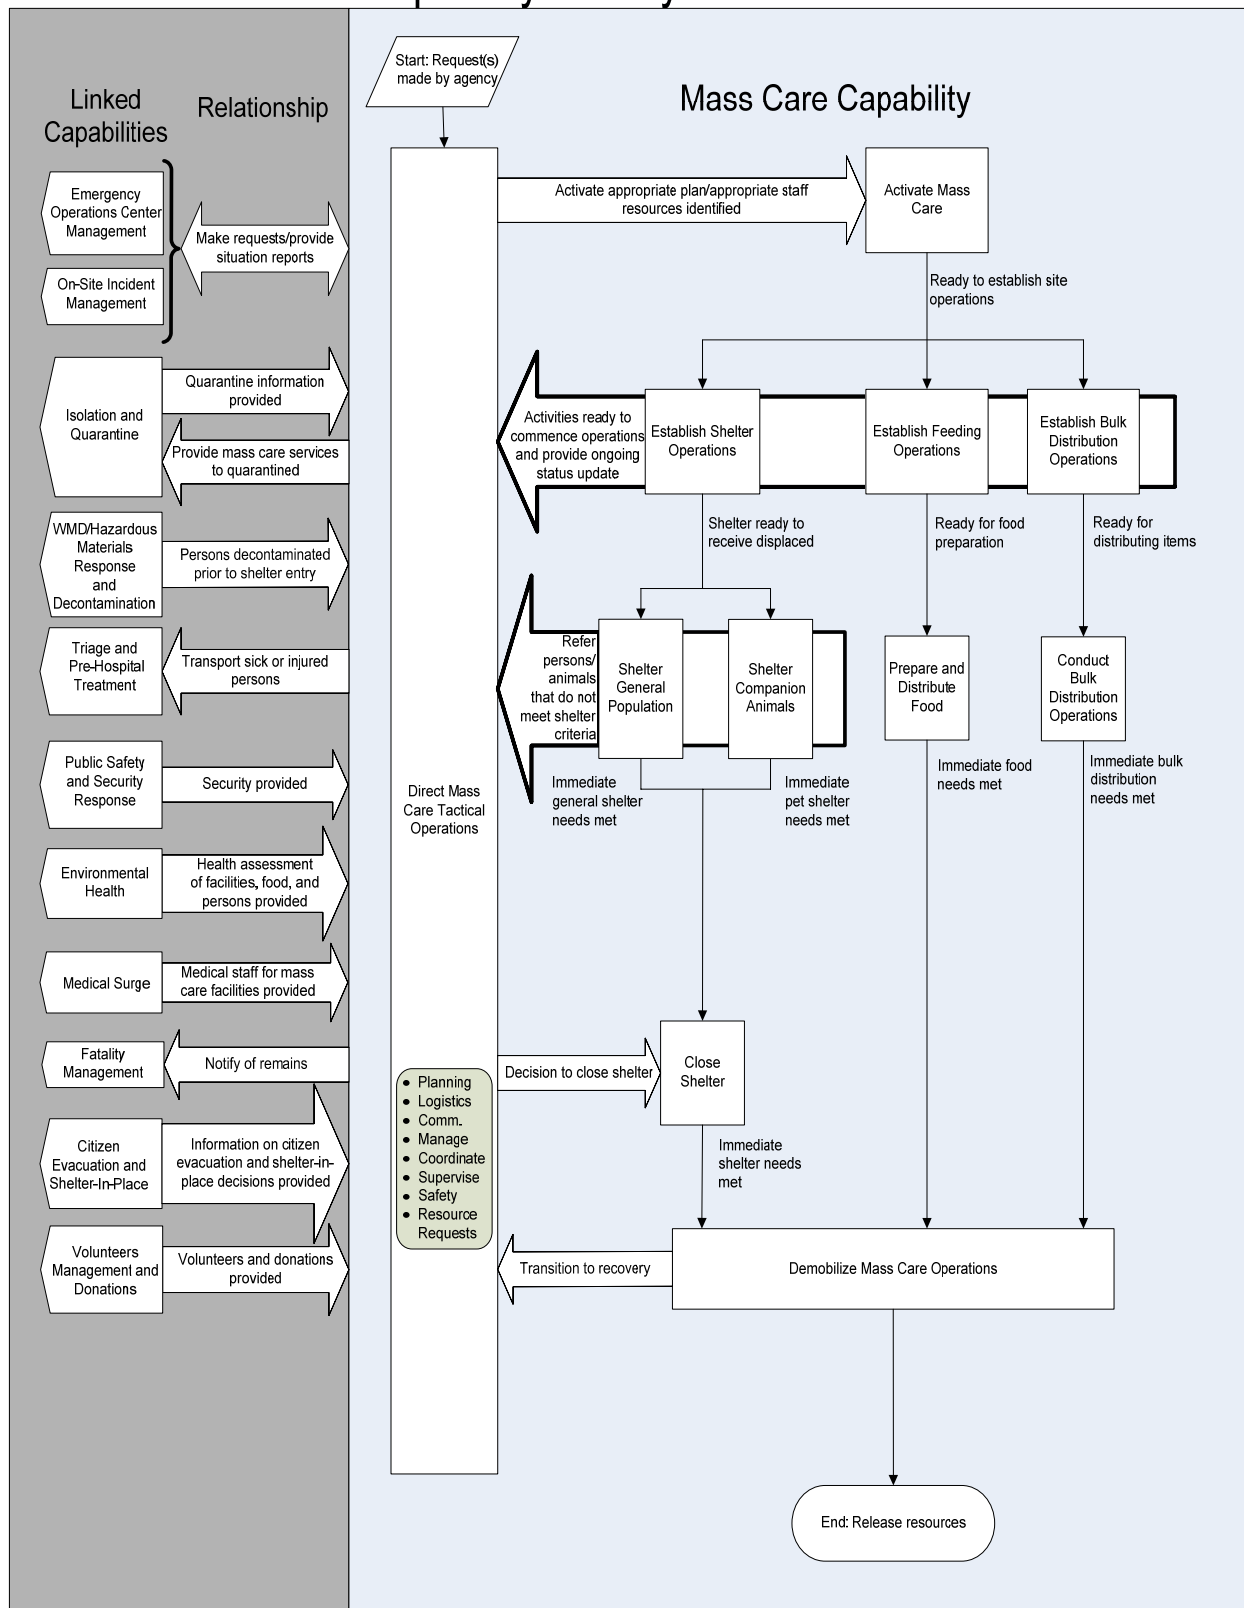 Start: Request(s)
made by agency
Linked
Capabilities
Relationship
Mass Care Capability
Emergency
Operations Center
Management
On-Site Incident
Management
Make requests/provide
situation reports
Activate appropriate plan/appropriate staff
resources identified
Activate Mass
Care
Ready to establish site
operations
Isolation and
Quarantine
Quarantine information
provided
Provide mass care services
to quarantined
Activities ready to
commence operations
and provide ongoing
status update
Establish Shelter
Operations
Establish Feeding
Operations
Establish Bulk
Distribution
Operations
WMD/Hazardous
Materials
Response
and
Decontamination
Persons decontaminated
prior to shelter entry
Shelter ready to
receive displaced
Ready for food
preparation
Ready for
distributing items
Triage and
Pre-Hospital
Treatment
Transport sick or injured
persons
Refer
persons/
animals
that do not
meet shelter
criteria
Shelter
General
Population
Shelter
Companion
Animals
Prepare and
Distribute
Food
Conduct
Bulk
Distribution
Operations
Public Safety
and Security
Response
Security provided
Direct Mass
Care Tactical
Operations
Immediate
general shelter
needs met
Immediate
pet shelter
needs met
Immediate food
needs met
Immediate bulk
distribution
needs met
Environmental
Health
Health assessment
of facilities, food, and
persons provided
Medical Surge
Medical staff for mass
care facilities provided
Fatality
Management
Notify of remains
Decision to close shelter
Close
Shelter
• Planning
• Logistics
• Comm.
• Manage
• Coordinate
• Supervise
• Safety
• Resource
Requests
Citizen
Evacuation and
Shelter-In-Place
Information on citizen
evacuation and shelter-in-
place decisions provided
Immediate
shelter needs
met
Volunteers
Management and
Donations
Volunteers and donations
provided
Transition to recovery
Demobilize Mass Care Operations
End: Release resources